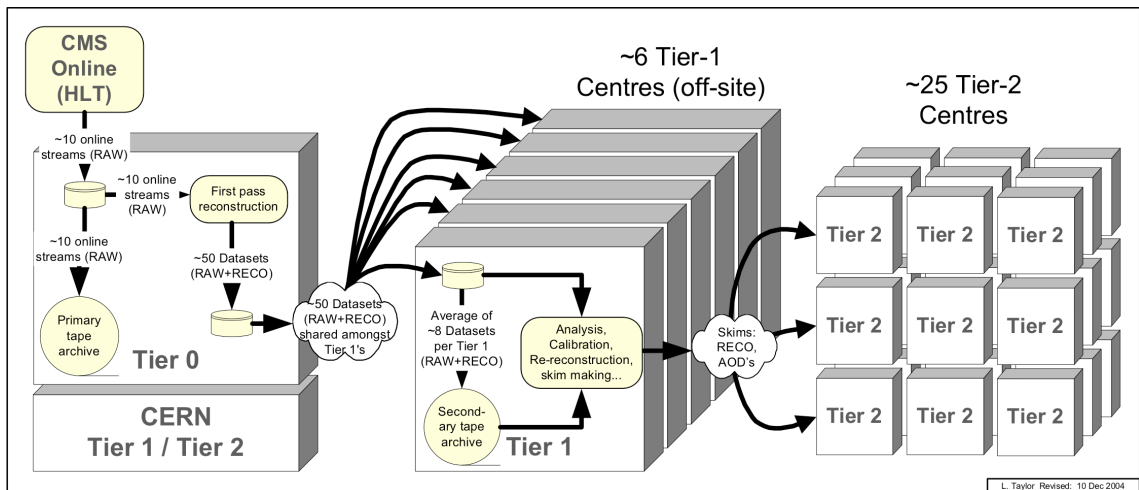 CMS
Online
(HLT)
~10 online
streams (RAW)
~10 online
streams
(RAW)
First pass
reconstruction
~10 online
streams (RAW)
~50 Datasets
(RAW+RECO)
Primary
tape
archive
Tier 0
CERN
Tier 1 / Tier 2
~50 Datasets
(RAW+RECO)
shared amongst
Tier 1's
~6 Tier-1
Centres (off-site)
Average of
~8 Datasets
per Tier 1
(RAW+RECO)
Analysis,
Calibration,
Re-reconstruction,
skim making...
Second-
ary tape
archive
Tier 1
Skims:
RECO,
AOD's
~25 Tier-2
Centres
Tier 2
Tier 2
Tier 2
Tier 2
Tier 2
Tier 2
Tier 2
Tier 2
Tier 2
L. Taylor Revised: 10 Dec 2004